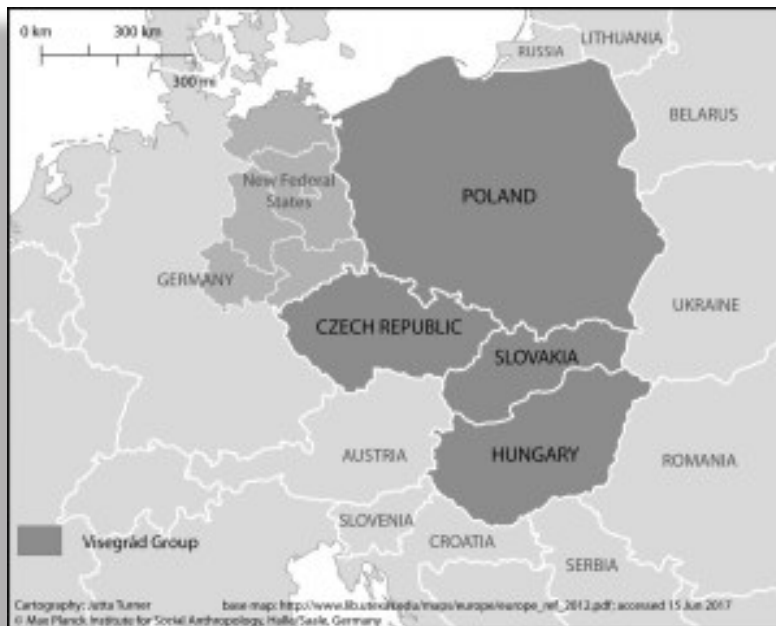 0 km 300 km
300 mi
LITHUANIA
RUSSIA
BELARUS
New Federal
States
POLAND
GERMANY
UKRAINE
CZECH REPUBLIC
SLOVAKIA
AUSTRIA
HUNGARY
ROMANIA
SLOVENIA
Visegrád Group
CROATIA
SERBIA
Cartography: Jutta Turner base map: http://www.lib.utexas.edu/maps/europe/europe_ref_2012.pdf; accessed 15 Jun 2017
© Max Planck Institute for Social Anthropology, Halle/Saale, Germany